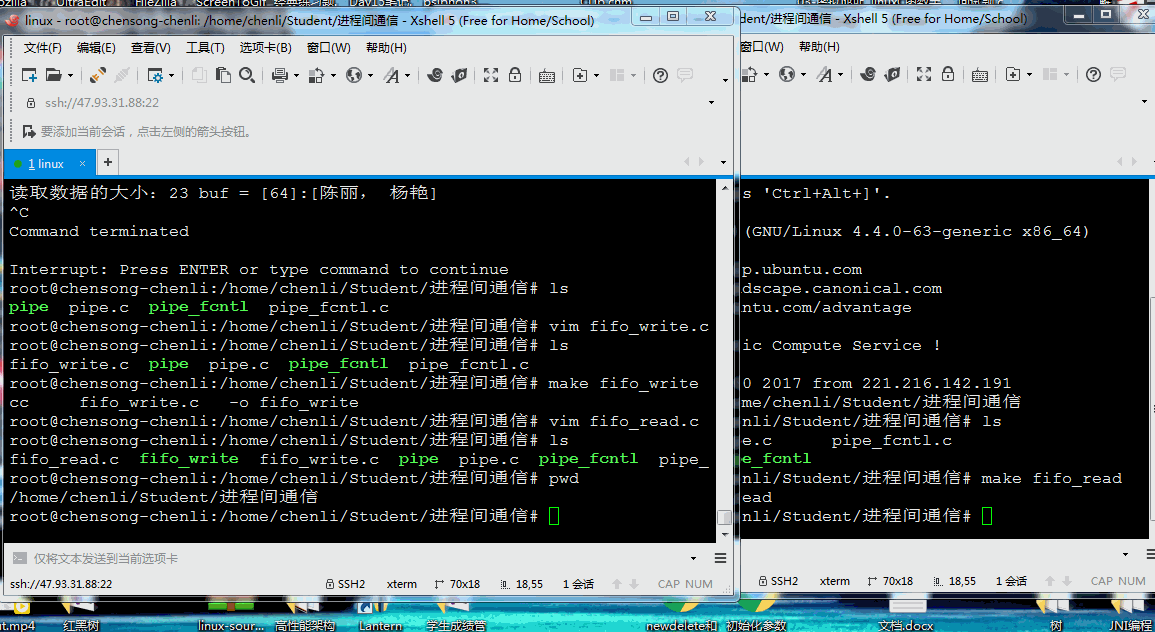 linux - root@chensong-chenli: /home/chenli/Student/进程间通信 - Xshell 5 (Free for Home/School)
文件(F) 编辑(E) 查看(V) 工具(T) 选项卡(B) 窗口(W) 帮助(H)
ssh://47.93.31.88:22
要添加当前会话，点击左侧的箭头按钮。
1 linux
读取数据的大小：23 buf = [64]:[陈丽， 杨艳]
^C
Command terminated
Interrupt: Press ENTER or type command to continue
root@chensong-chenli:/home/chenli/Student/进程间通信# ls
pipe pipe.c pipe_fcntl pipe_fcntl.c
root@chensong-chenli:/home/chenli/Student/进程间通信# vim fifo_write.c
root@chensong-chenli:/home/chenli/Student/进程间通信# ls
fifo_write.c pipe pipe.c pipe_fcntl pipe_fcntl.c
root@chensong-chenli:/home/chenli/Student/进程间通信# make fifo_write
cc fifo_write.c -o fifo_write
root@chensong-chenli:/home/chenli/Student/进程间通信# vim fifo_read.c
root@chensong-chenli:/home/chenli/Student/进程间通信# ls
fifo_read.c fifo_write fifo_write.c pipe pipe.c pipe_fcntl pipe_
root@chensong-chenli:/home/chenli/Student/进程间通信# pwd
/home/chenli/Student/进程间通信
root@chensong-chenli:/home/chenli/Student/进程间通信#
仅将文本发送到当前选项卡
ssh://47.93.31.88:22 SSH2 xterm 70x18 18,55 1 会话 CAP NUM
dent/进程间通信 - Xshell 5 (Free for Home/School)
窗口(W) 帮助(H)
s 'Ctrl+Alt+]'.
(GNU/Linux 4.4.0-63-generic x86_64)
p.ubuntu.com
dscape.canonical.com
ntu.com/advantage
ic Compute Service !
0 2017 from 221.216.142.191
me/chenli/Student/进程间通信
nli/Student/进程间通信# ls
e.c pipe_fcntl.c
pe_fcntl
nli/Student/进程间通信# make fifo_read
ead
nli/Student/进程间通信#
SSH2 xterm 70x18 18,55 1 会话 CAP NUM
ut.mp4 红黑树 linux-sour... 高性能架构 Lantern 学生成绩管 newdelete和 初始化参数 文档.docx 树 JNI编程